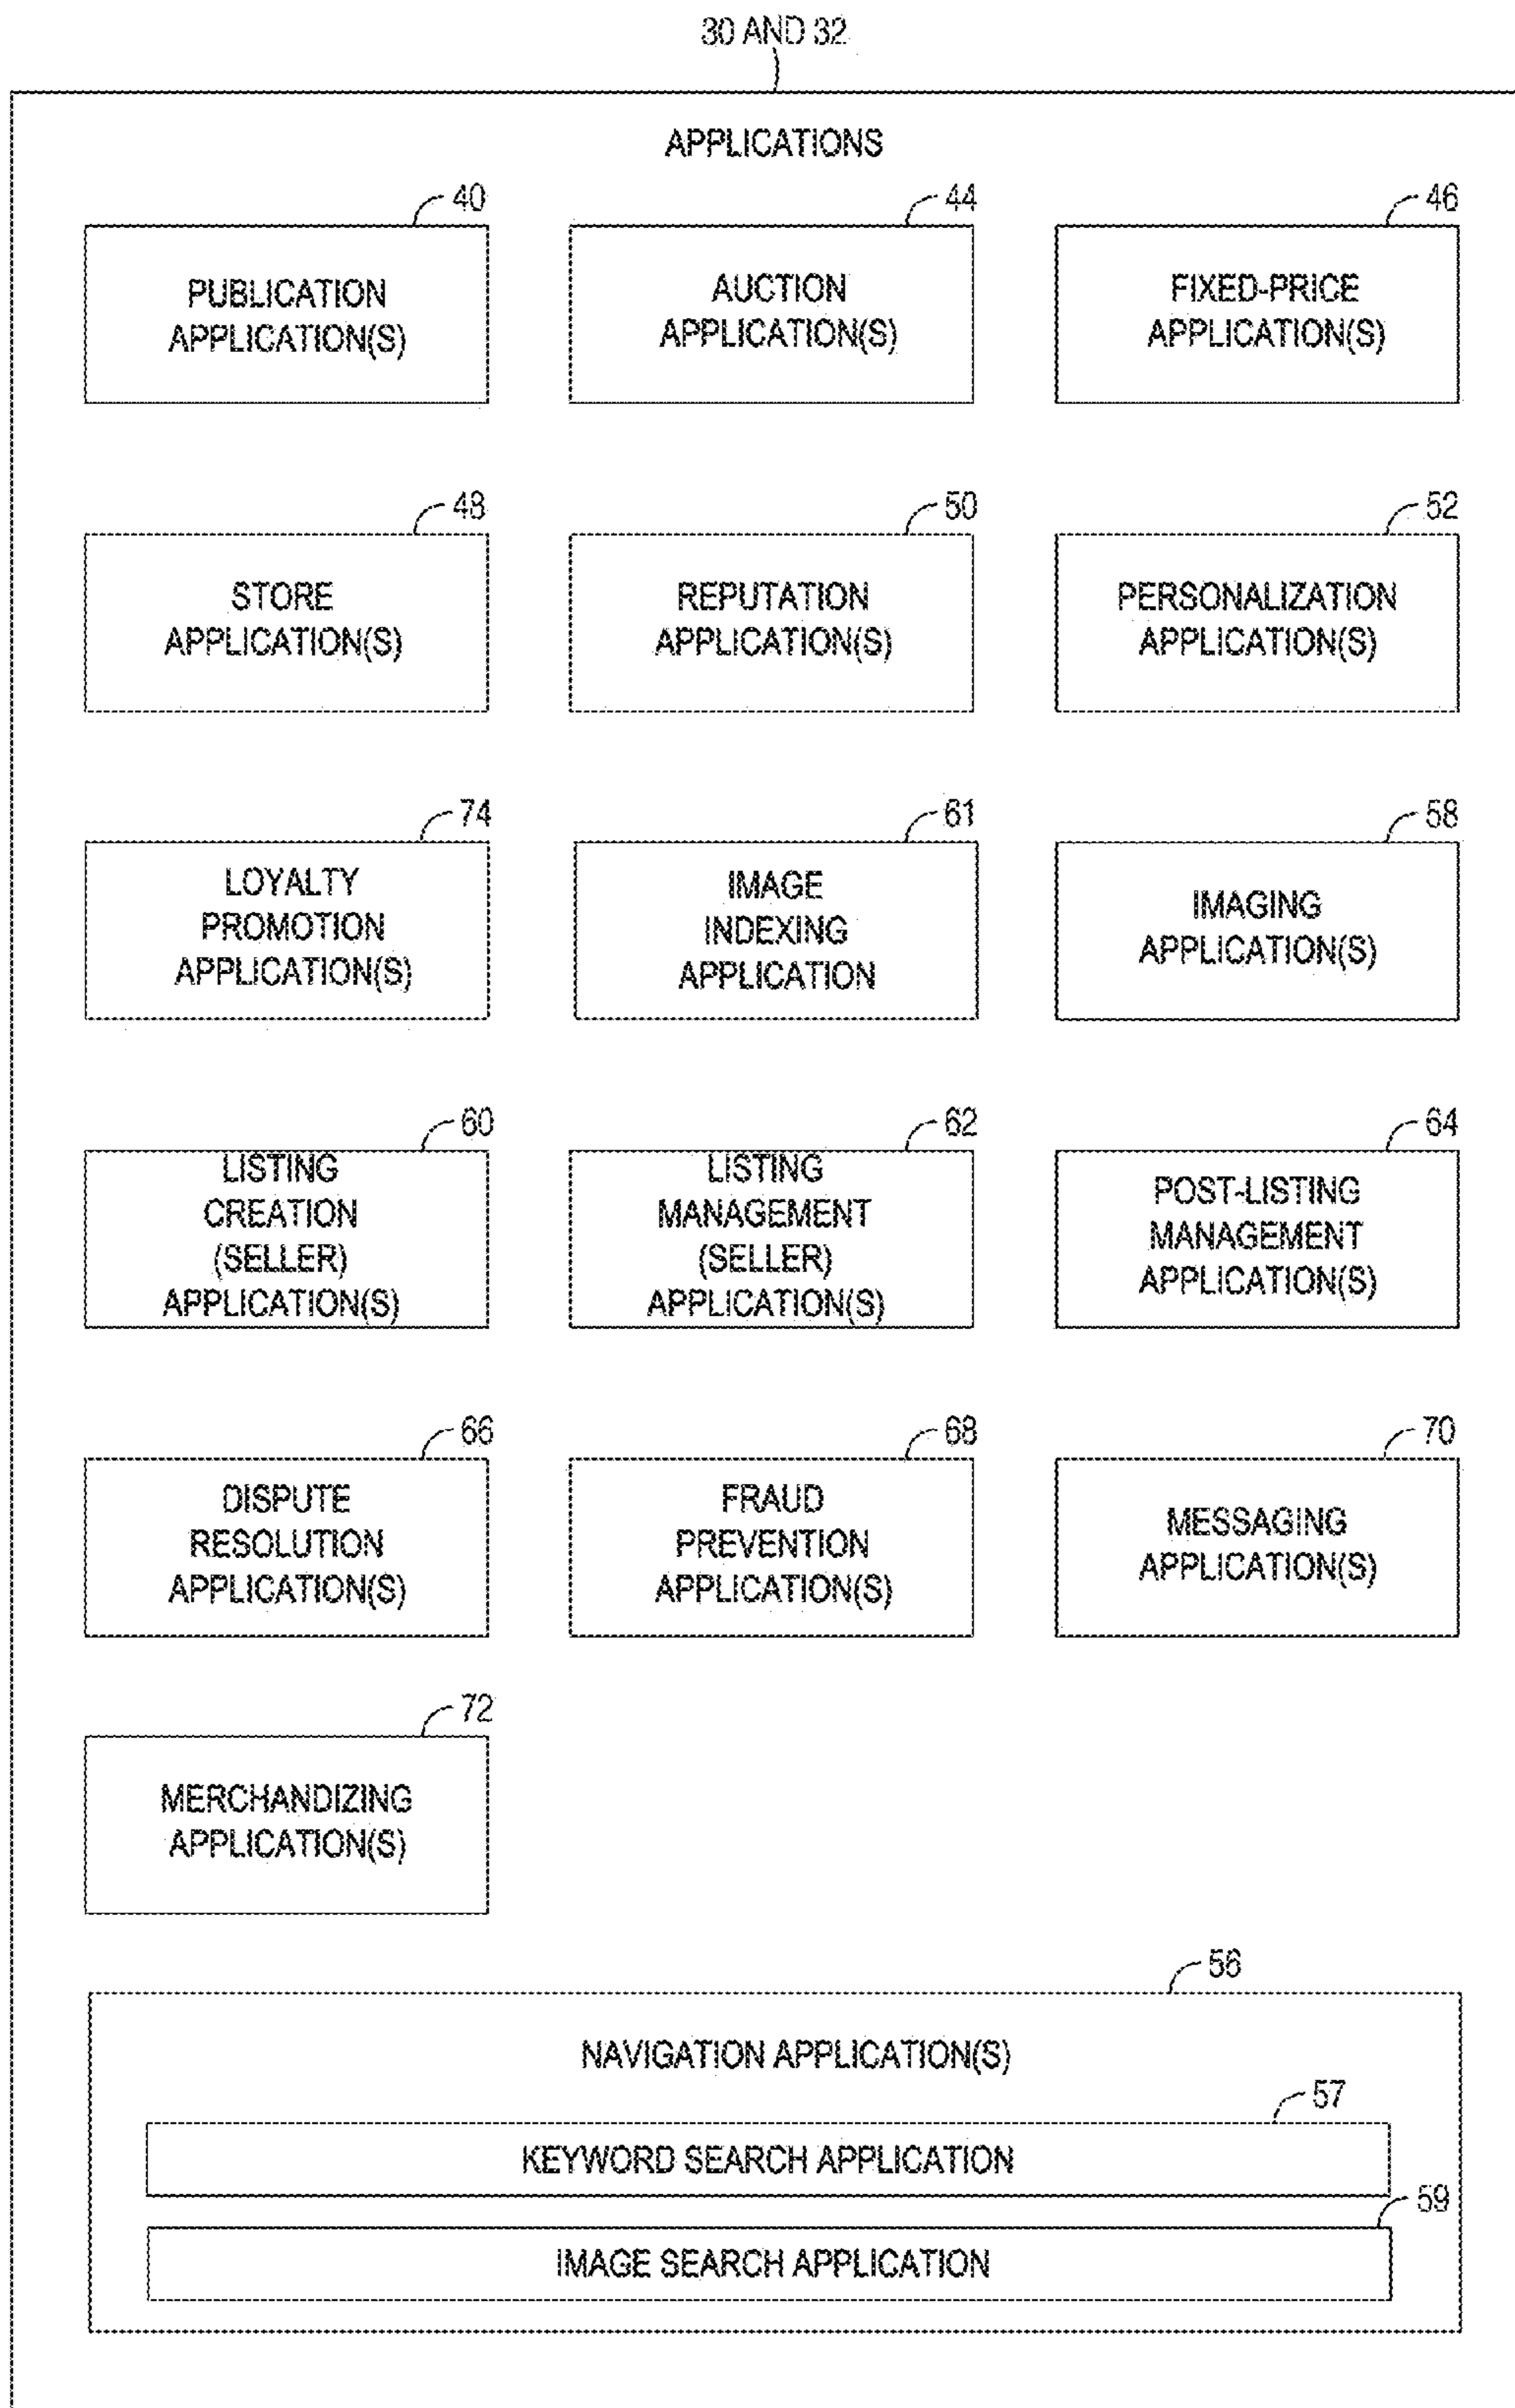 30 AND 32
APPLICATIONS
40
PUBLICATION
APPLICATION(S)
44
AUCTION
APPLICATION(S)
46
FIXED-PRICE
APPLICATION(S)
48
STORE
APPLICATION(S)
50
REPUTATION
APPLICATION(S)
52
PERSONALIZATION
APPLICATION(S)
74
LOYALTY
PROMOTION
APPLICATION(S)
61
IMAGE
INDEXING
APPLICATION
58
IMAGING
APPLICATION(S)
60
LISTING
CREATION
(SELLER)
APPLICATION(S)
62
LISTING
MANAGEMENT
(SELLER)
APPLICATION(S)
64
POST-LISTING
MANAGEMENT
APPLICATION(S)
66
DISPUTE
RESOLUTION
APPLICATION(S)
68
FRAUD
PREVENTION
APPLICATION(S)
70
MESSAGING
APPLICATION(S)
72
MERCHANDIZING
APPLICATION(S)
56
NAVIGATION APPLICATION(S)
57
KEYWORD SEARCH APPLICATION
59
IMAGE SEARCH APPLICATION